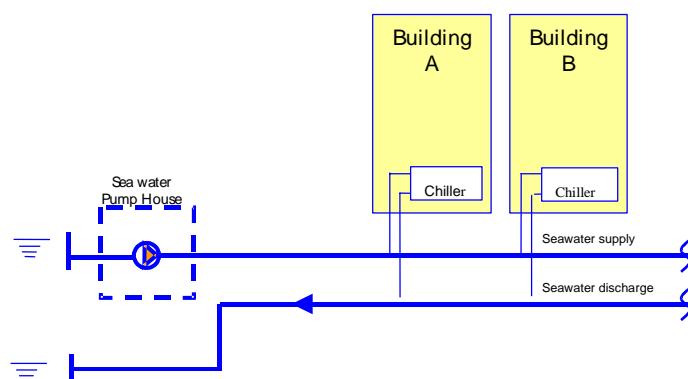 Building
A
Building
B
Sea water
Pump House
Chiller
Chiller
Seawater supply
Seawater discharge